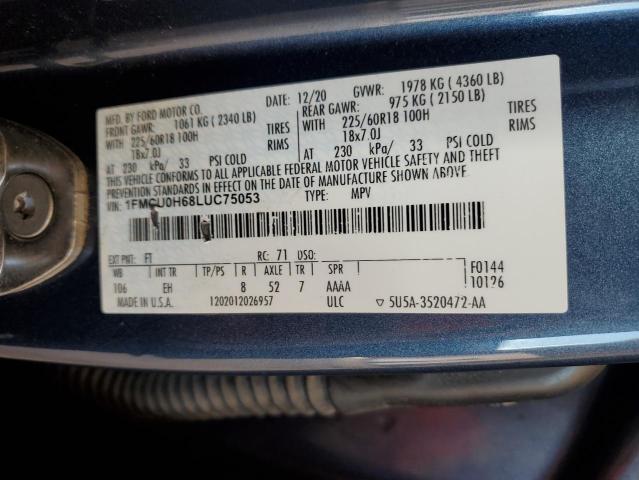 MFD. BY FORD MOTOR CO. DATE: 12/20 GVWR: 1978 KG ( 4360 LB)
FRONT GAWR: 1061 KG ( 2340 LB) REAR GAWR: 975 KG ( 2150 LB)
WITH 225/60R18 100H TIRES WITH 225/60R18 100H TIRES
18x7.0J RIMS 18x7.0J RIMS
AT 230 kPa/ 33 PSI COLD AT 230 kPa/ 33 PSI COLD
THIS VEHICLE CONFORMS TO ALL APPLICABLE FEDERAL MOTOR VEHICLE SAFETY AND THEFT
PREVENTION STANDARDS IN EFFECT ON THE DATE OF MANUFACTURE SHOWN ABOVE.
VIN: 1FMCU0H68LUC75053 TYPE: MPV
EXT PNT: FT RC: 71 DSO:
WB INT TR TP/PS R AXLE TR SPR F0144
106 EH 8 52 7 AAAA 10126
MADE IN U.S.A. 1202012026957 ULC ▽ 5U5A-3520472-AA